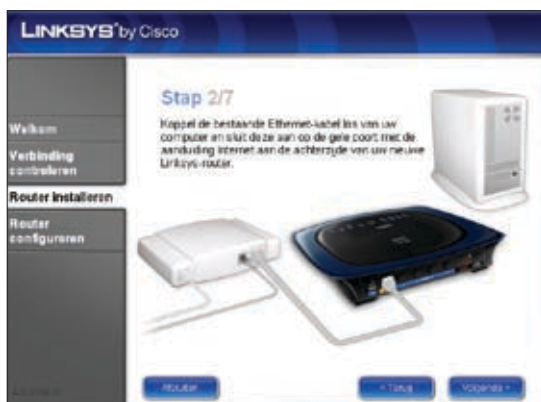 LINKSYS® by Cisco
Stap 2/7
Koppel de bestaande Ethernet-kabel los van uw
computer en sluit deze aan op de gele poort met de
aanduiding Internet aan de achterzijde van uw nieuwe
Linksys-router.
Welkom
Verbinding
controleren
Router installeren
Router
configureren
Afsluiten
< Terug
Volgende >